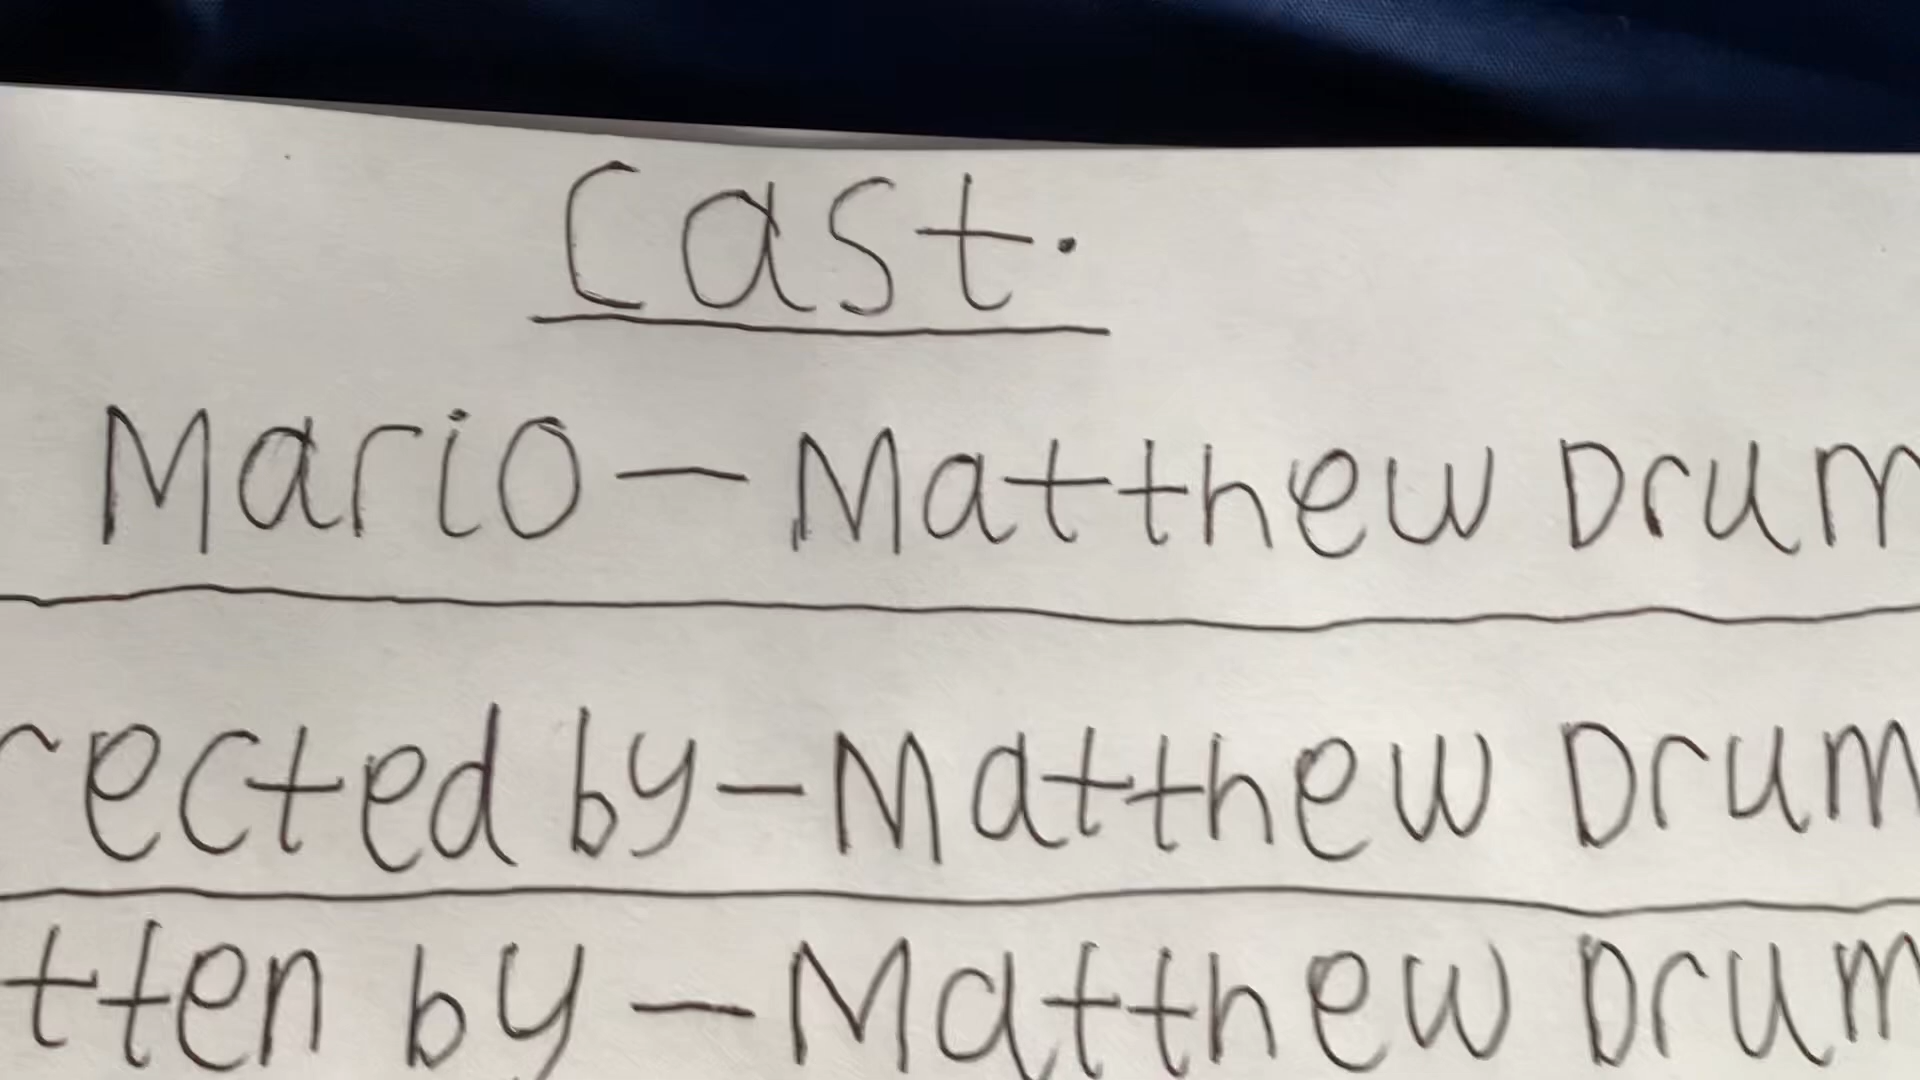 Cast.
Mario - Matthew Drum
rected by - Matthew Drum
tten by - Matthew Drum